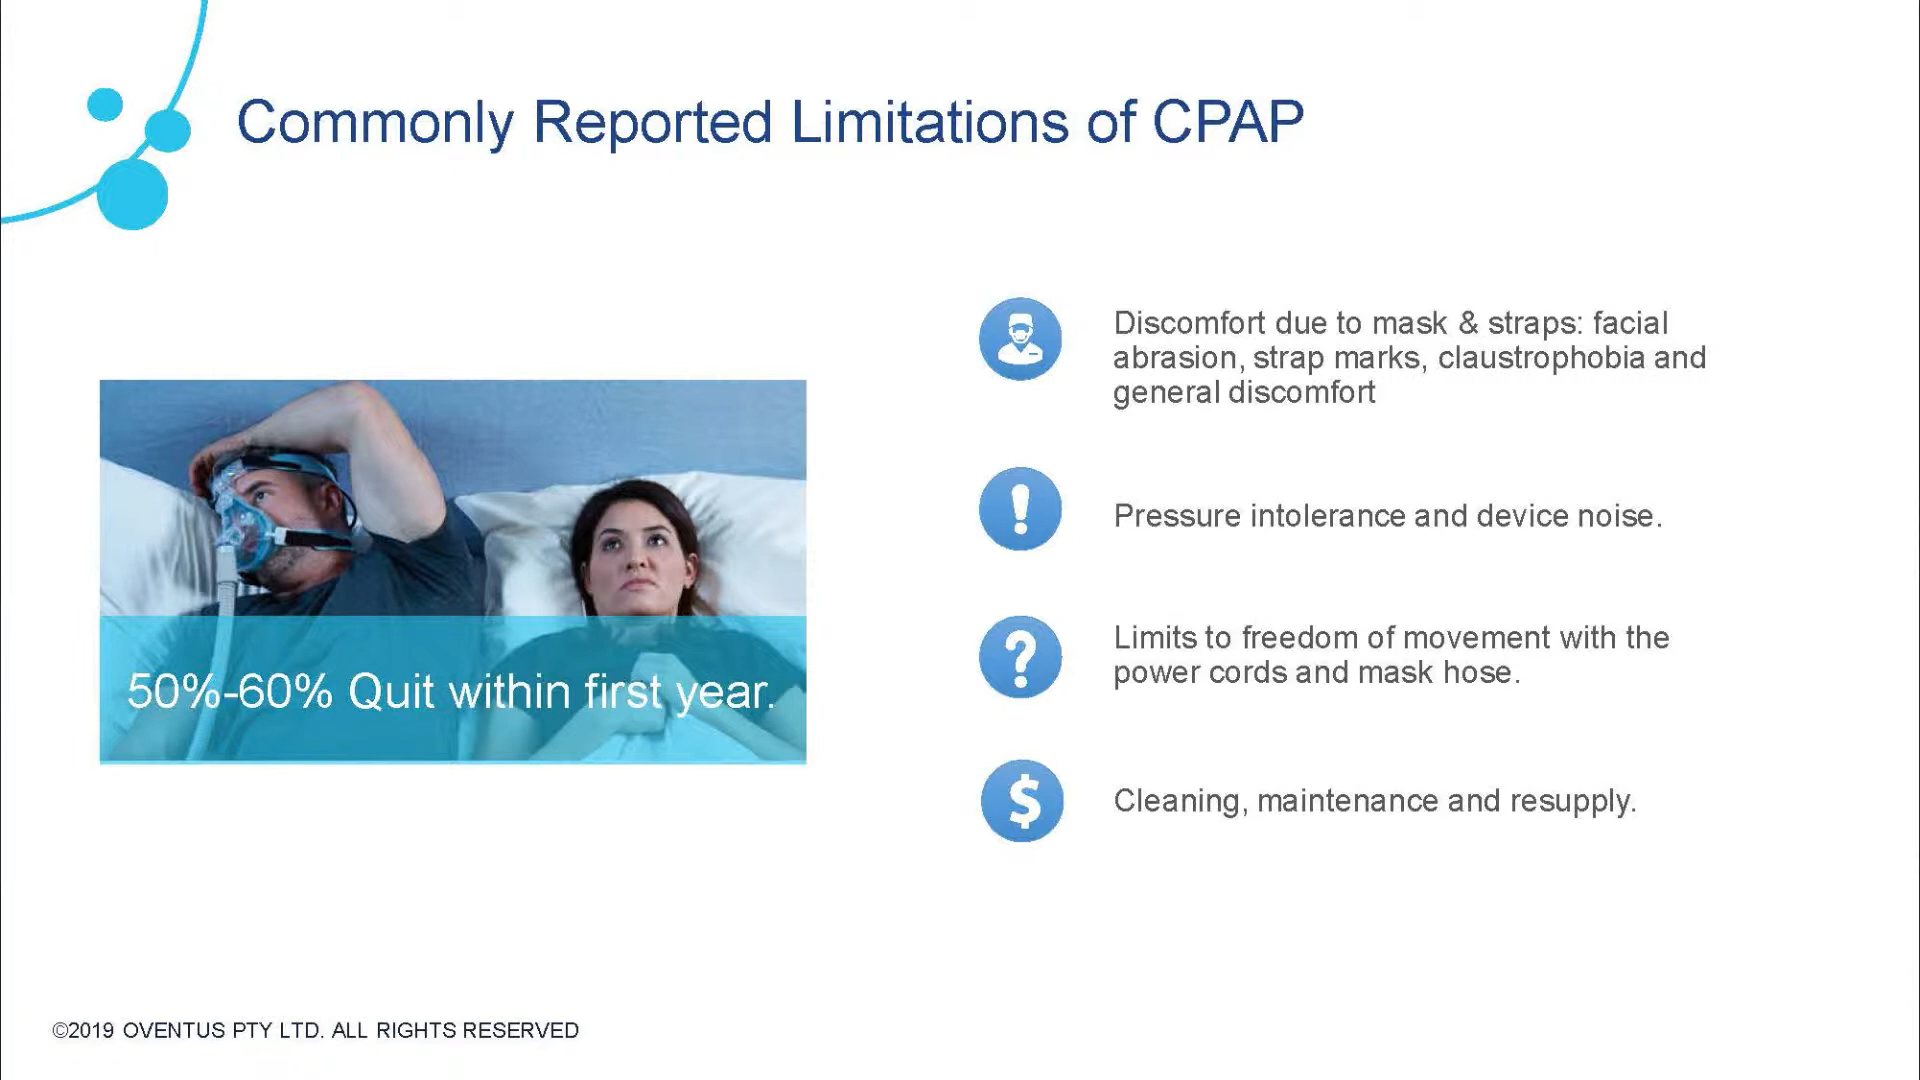 Commonly Reported Limitations of CPAP
50%-60% Quit within first year.
Discomfort due to mask & straps: facial
abrasion, strap marks, claustrophobia and
general discomfort
Pressure intolerance and device noise.
Limits to freedom of movement with the
power cords and mask hose.
Cleaning, maintenance and resupply.
©2019 OVENTUS PTY LTD. ALL RIGHTS RESERVED